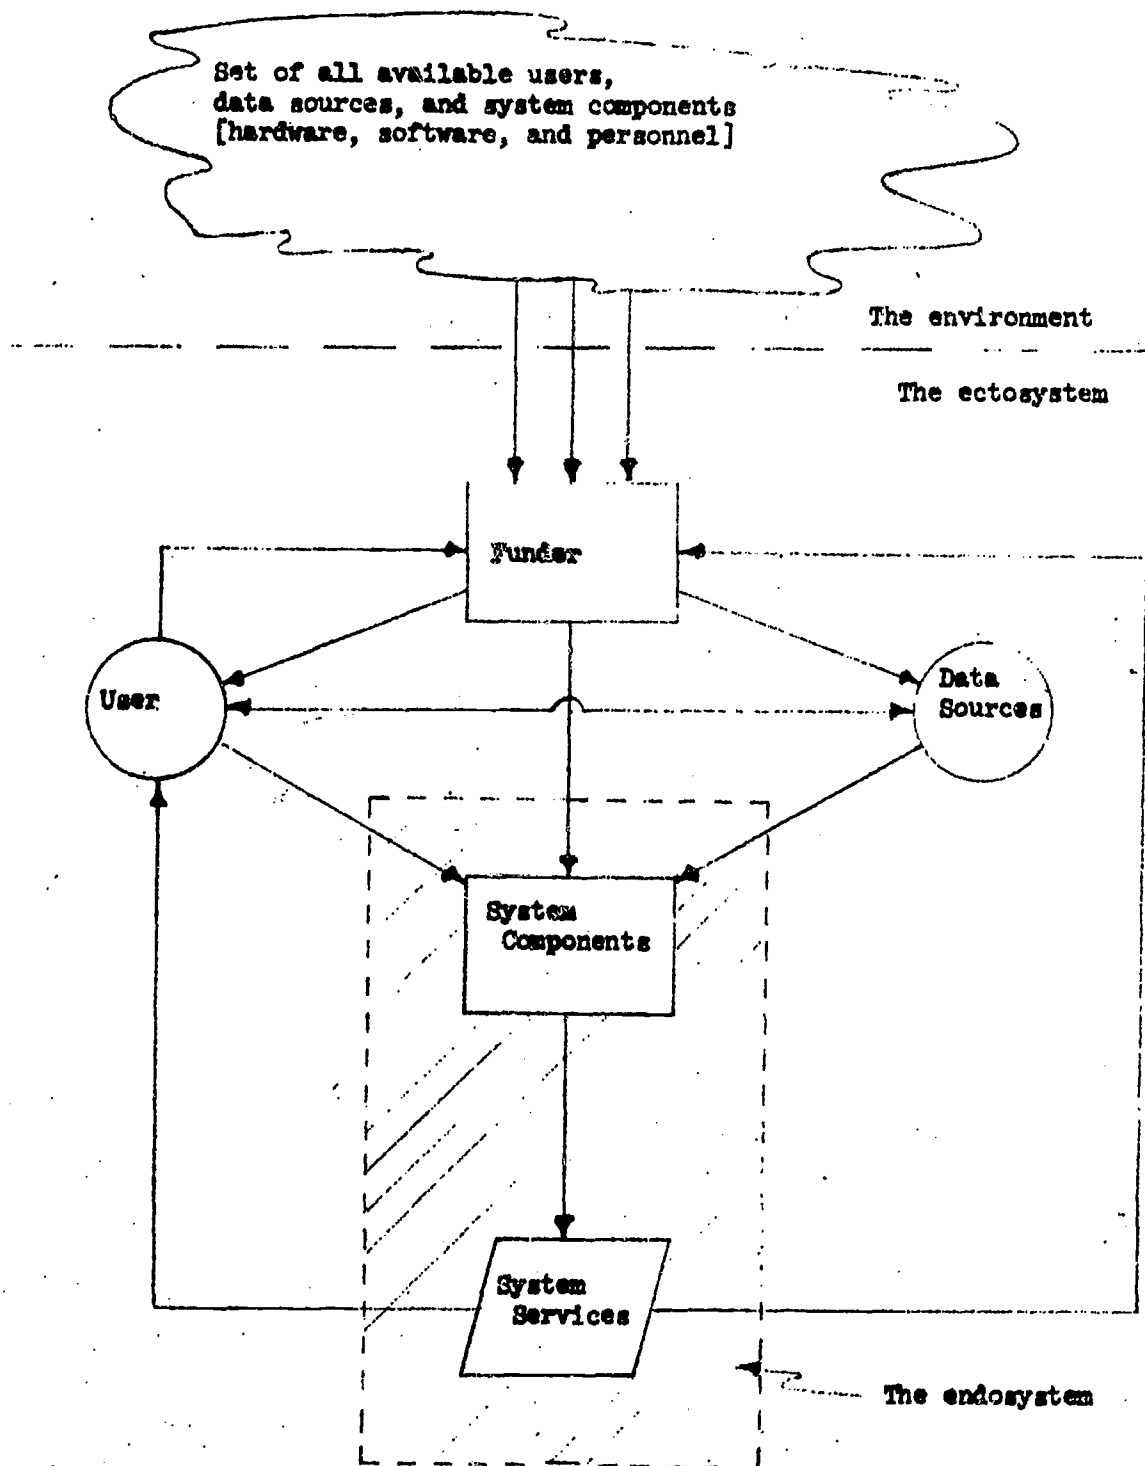 Set of all available users,
data sources, and system components
[hardware, software, and personnel]
The environment
The ectosystem
Funder
User
Data
Sources
System
Components
System
Services
The endosystem